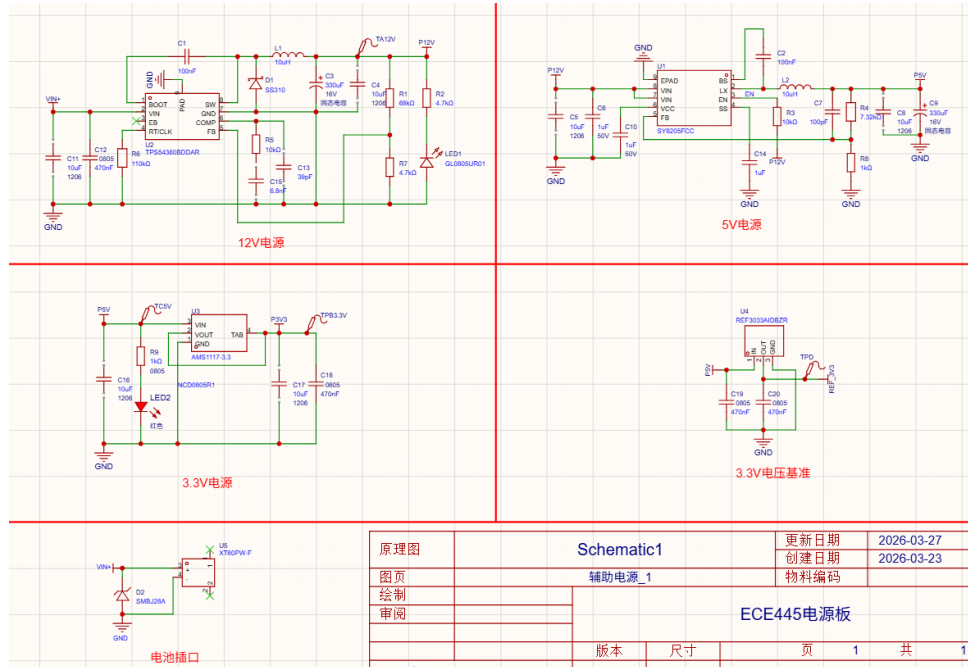 C1
100nF
L1
10uH
TA12V
P12V
GND
D1
SS310
C3
330uF
16V
固态电容
C4
10uF
1206
R1
68kΩ
R2
4.7kΩ
VIN+
BOOT
VIN
EB
RT/CLK
PAD
SW
GND
COMP
FB
U2
TPS54360BDDAR
C11
10uF
1206
C12
0805
470nF
R6
110kΩ
R5
10kΩ
C13
39pF
C15
6.8nF
R7
4.7kΩ
LED1
GL0805UR01
GND
12V电源
P12V
GND
U1
EPAD
VIN
VIN
VCC
FB
BS
LX
EN
SS
SY8205FCC
EN
C2
100nF
L2
10uH
P5V
C5
10uF
1206
C6
1uF
50V
C10
1uF
50V
R3
10kΩ
P12V
C7
100pF
R4
7.32kΩ
C8
10uF
1206
C9
330uF
16V
固态电容
GND
C14
1uF
R8
1kΩ
GND
GND
GND
5V电源
P5V
TC5V
U3
VIN
VOUT
GND
TAB
AMS1117-3.3
P3V3
TPB3.3V
R9
1kΩ
0805
NCD0805R1
C16
10uF
1206
LED2
红色
C17
10uF
1206
C18
0805
470nF
GND
3.3V电源
U4
REF3033AIDBZR
IN
OUT
GND
1
2
3
P5V
TPD
REF_3V3
C19
0805
470nF
C20
0805
470nF
GND
3.3V电压基准
VIN+
U5
XT60PW-F
D2
SMBJ28A
GND
电池插口
原理图
Schematic1
更新日期
2026-03-27
创建日期
2026-03-23
图页
辅助电源_1
物料编码
绘制
审阅
ECE445电源板
版本
尺寸
页
1
共
1